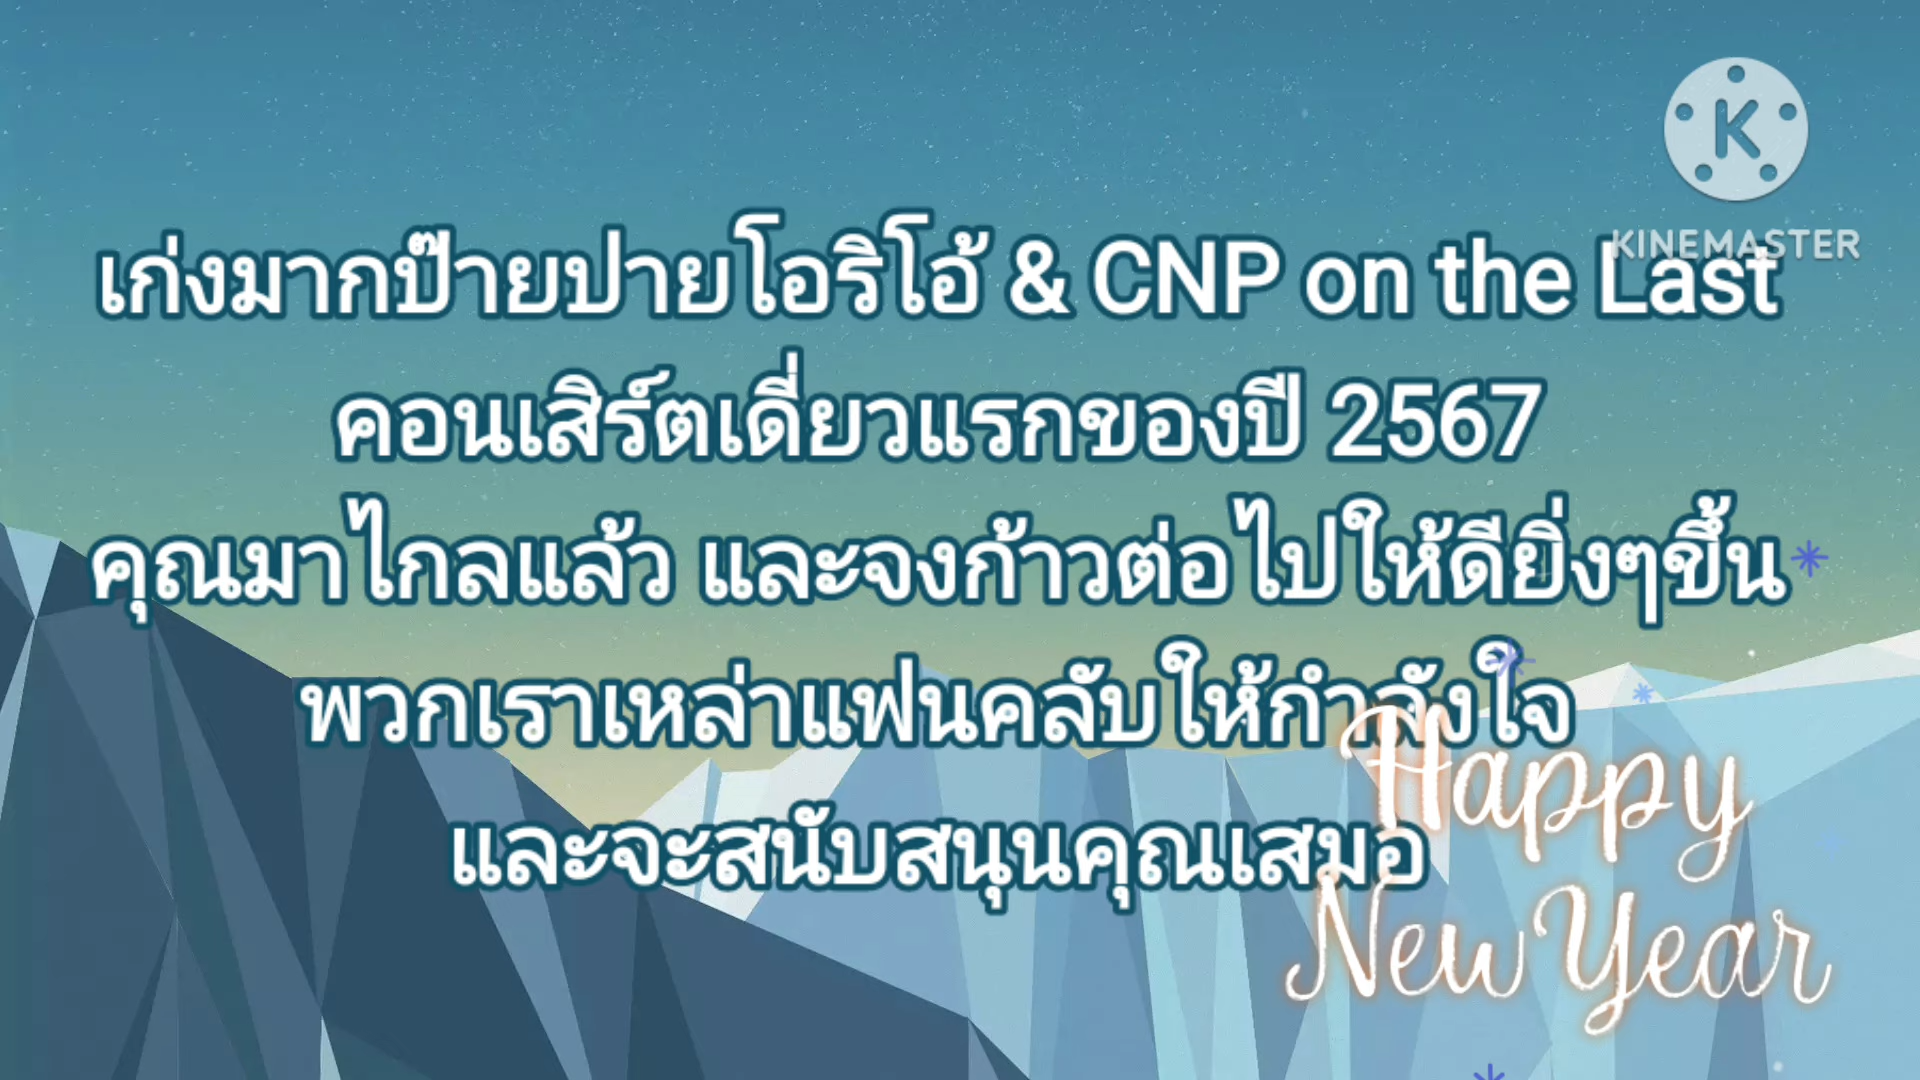 K
KINEMASTER
เก่งมากป๊ายปายโอริโอ้ & CNP on the Last
คอนเสิร์ตเดี่ยวแรกของปี 2567
คุณมาไกลแล้ว และจงก้าวต่อไปให้ดียิ่งๆขึ้น
พวกเราเหล่าแฟนคลับให้กำลังใจ
และจะสนับสนุนคุณเสมอ
Happy
New Year